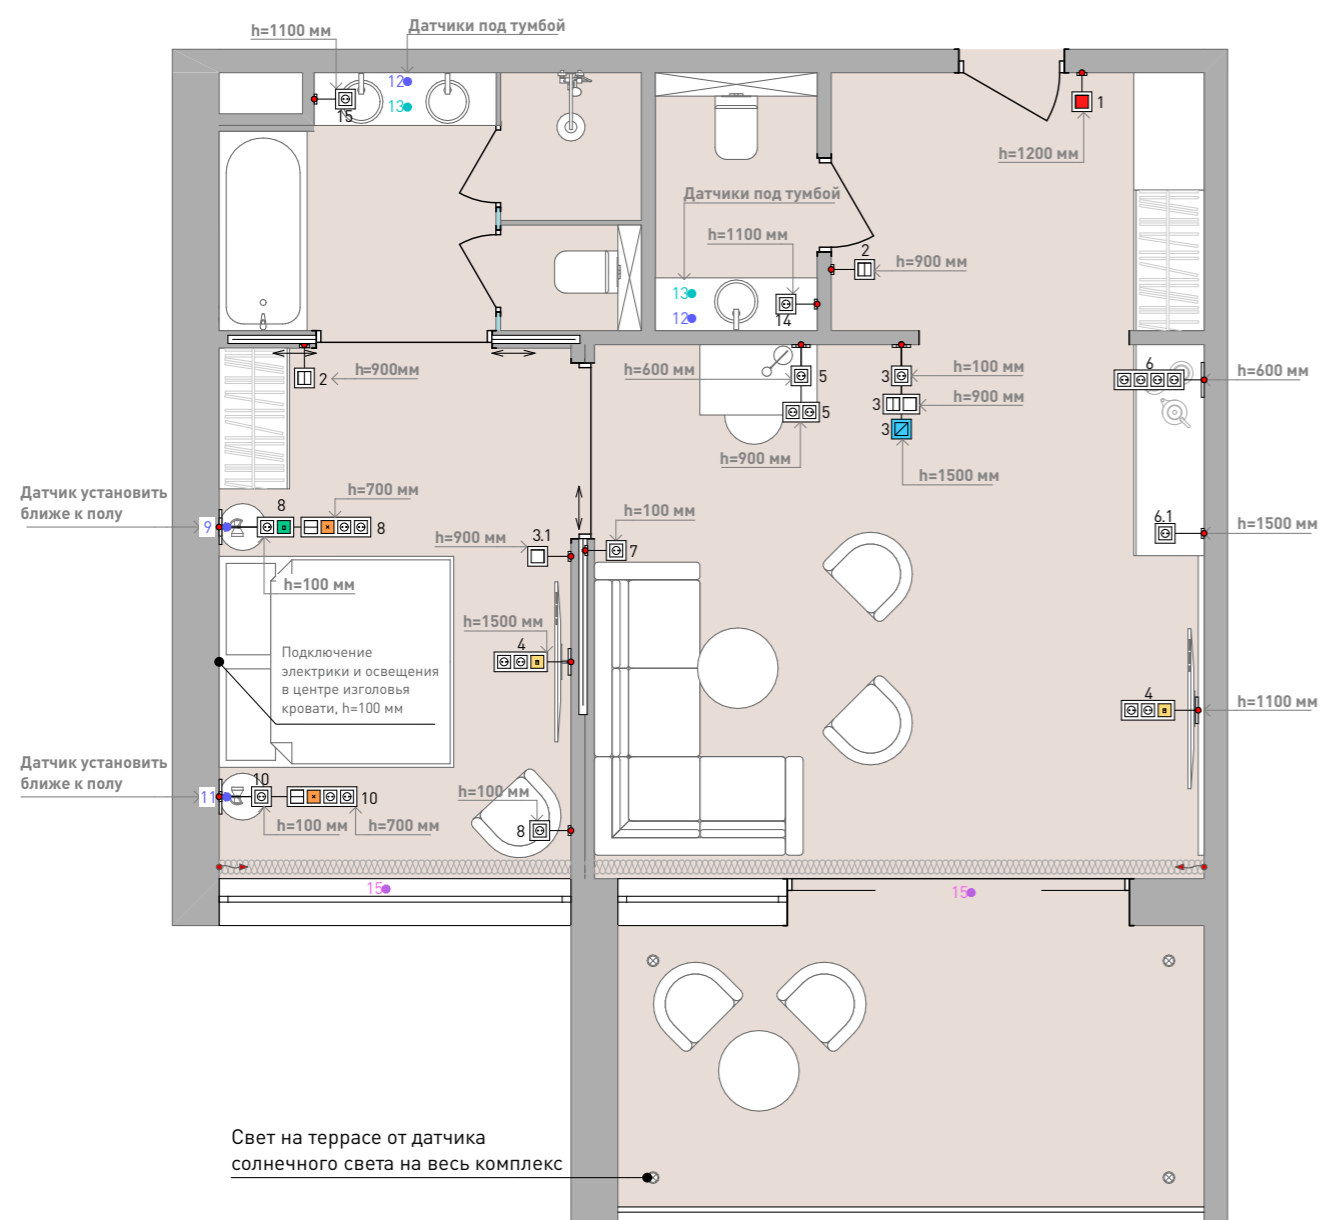 Датчики под тумбой
h=1100 мм
12
13
15
1
h=1200 мм
Датчики под тумбой
h=1100 мм
2
h=900 мм
13
12
14
h=900мм
2
h=600 мм
5
3
h=100 мм
6
h=600 мм
3
h=900 мм
5
3
h=900 мм
h=1500 мм
Датчик установить
ближе к полу
9
8
h=700 мм
8
h=100 мм
h=900 мм
3.1
h=100 мм
7
6.1
h=1500 мм
h=1500 мм
4
Подключение
электрики и освещения
в центре изголовья
кровати, h=100 мм
4
h=1100 мм
Датчик установить
ближе к полу
11
10
10
h=100 мм
h=700 мм
h=100 мм
8
15
15
Свет на террасе от датчика
солнечного света на весь комплекс